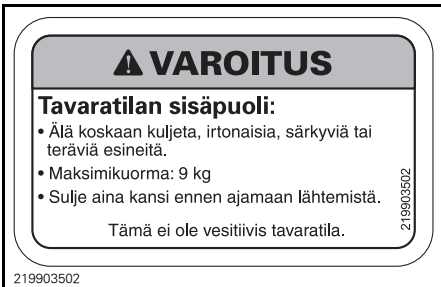 ⚠ VAROITUS
Tavaratilan sisäpuoli:
• Älä koskaan kuljeta, irtonaisia, särkyviä tai
teräviä esineitä.
• Maksimikuorma: 9 kg
• Sulje aina kansi ennen ajamaan lähtemistä.
Tämä ei ole vesitiivis tavaratila.
219903502
219903502